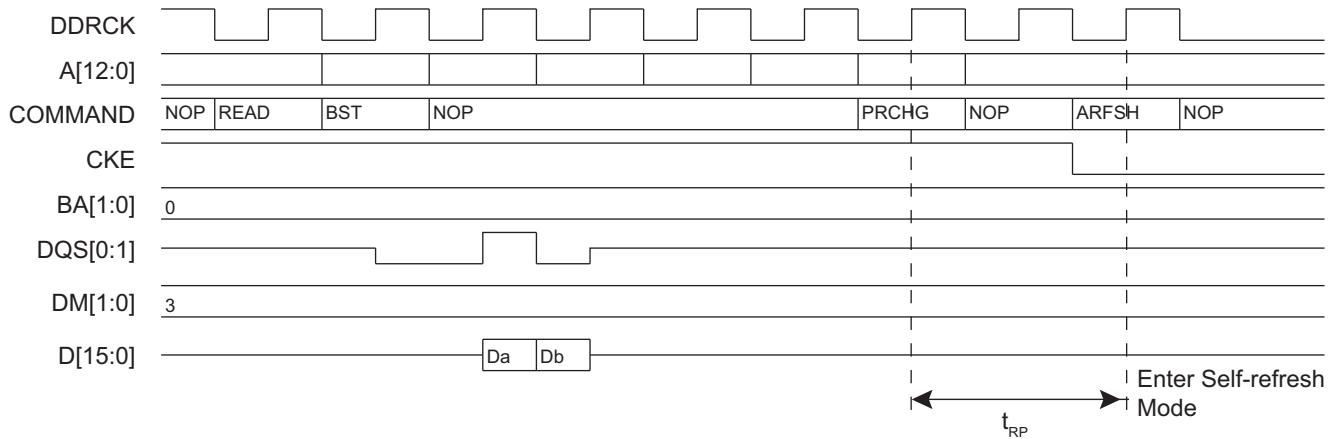 DDRCK
A[12:0]
COMMAND NOP READ BST NOP PRCHG NOP ARFSH NOP
CKE
BA[1:0] 0
DQS[0:1]
DM[1:0] 3
D[15:0] Da Db
Enter Self-refresh
Mode
tRP